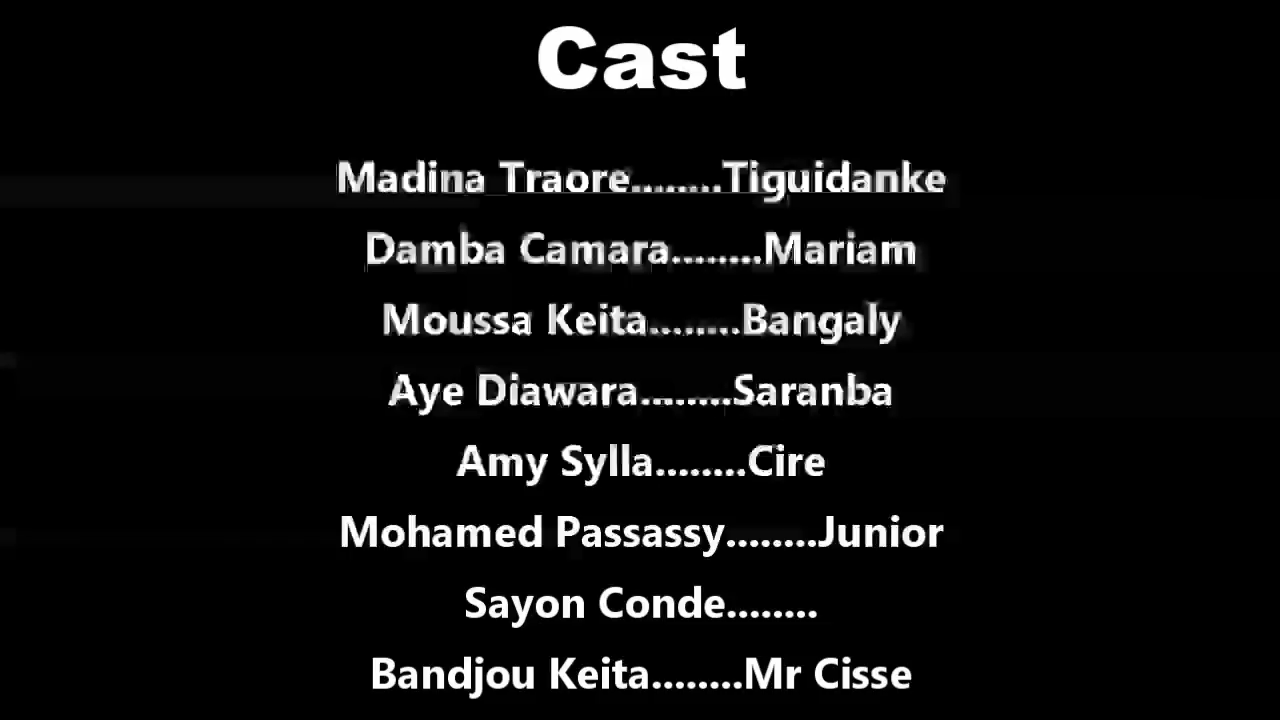 Cast
Madina Traore........Tiguidanke
Damba Camara........Mariam
Moussa Keita........Bangaly
Aye Diawara........Saranba
Amy Sylla........Cire
Mohamed Passassy........Junior
Sayon Conde........
Bandjou Keita........Mr Cisse